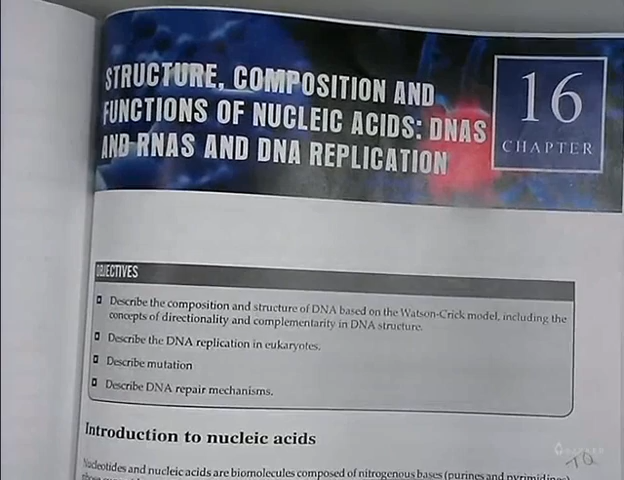 STRUCTURE, COMPOSITION AND
FUNCTIONS OF NUCLEIC ACIDS: DNAS
AND RNAS AND DNA REPLICATION
16
CHAPTER
OBJECTIVES
Describe the composition and structure of DNA based on the Watson-Crick model, including the
concepts of directionality and complementarity in DNA structure.
Describe the DNA replication in eukaryotes.
Describe mutation
Describe DNA repair mechanisms.
Introduction to nucleic acids
Nucleotides and nucleic acids are biomolecules composed of nitrogenous bases (purines and pyrimidines)